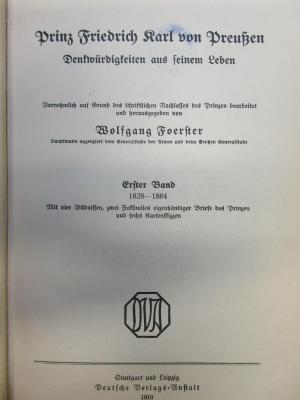 Prinz Friedrich Karl von Preußen
Denkwürdigkeiten aus seinem Leben
Vornehmlich auf Grund des schriftlichen Nachlasses des Prinzen bearbeitet
und herausgegeben von
Wolfgang Foerster
Hauptmann aggregiert dem Generalstabe der Armee und beim Großen Generalstabe
Erster Band
1828—1864
Mit vier Bildnissen, zwei Faksimiles eigenhändiger Briefe des Prinzen
und sechs Kartenskizzen
DVA
Stuttgart und Leipzig
Deutsche Verlags-Anstalt
1910